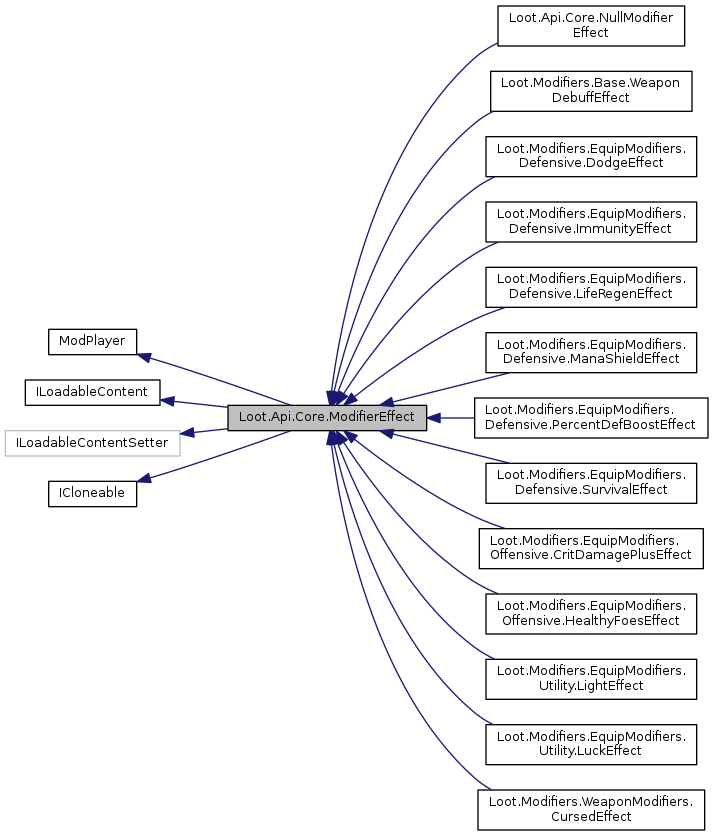 Loot.Api.Core.NullModifier
Effect
Loot.Modifiers.Base.Weapon
DebuffEffect
Loot.Modifiers.EquipModifiers.
Defensive.DodgeEffect
Loot.Modifiers.EquipModifiers.
Defensive.ImmunityEffect
Loot.Modifiers.EquipModifiers.
Defensive.LifeRegenEffect
ModPlayer
Loot.Modifiers.EquipModifiers.
Defensive.ManaShieldEffect
ILoadableContent
Loot.Api.Core.ModifierEffect
Loot.Modifiers.EquipModifiers.
Defensive.PercentDefBoostEffect
ILoadableContentSetter
Loot.Modifiers.EquipModifiers.
Defensive.SurvivalEffect
ICloneable
Loot.Modifiers.EquipModifiers.
Offensive.CritDamagePlusEffect
Loot.Modifiers.EquipModifiers.
Offensive.HealthyFoesEffect
Loot.Modifiers.EquipModifiers.
Utility.LightEffect
Loot.Modifiers.EquipModifiers.
Utility.LuckEffect
Loot.Modifiers.WeaponModifiers.
CursedEffect